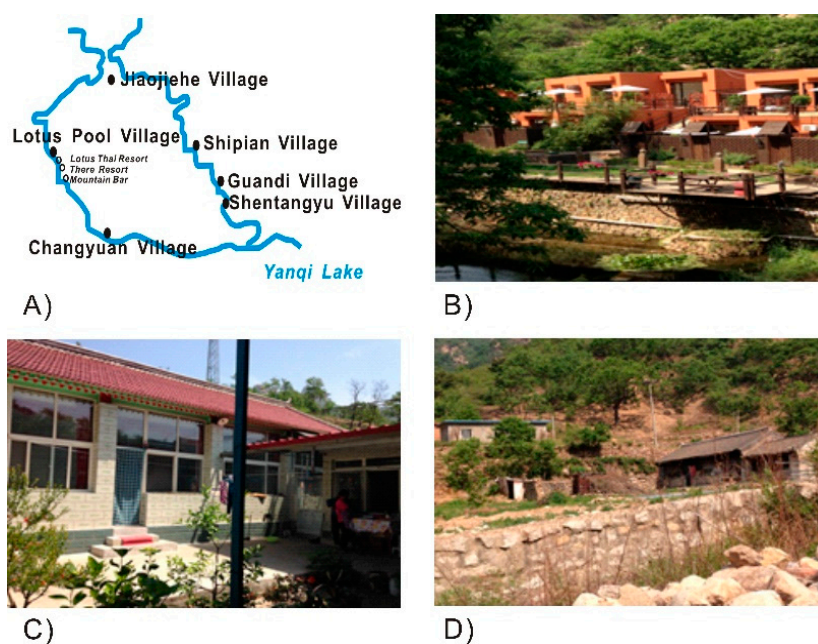 Jiaojiehe Village
Lotus Pool Village
Shipian Village
Lotus Thai Resort
There Resort
Mountain Bar
Guandi Village
Shentangyu Village
Changyuan Village
Yanqi Lake
A)
B)
C)
D)